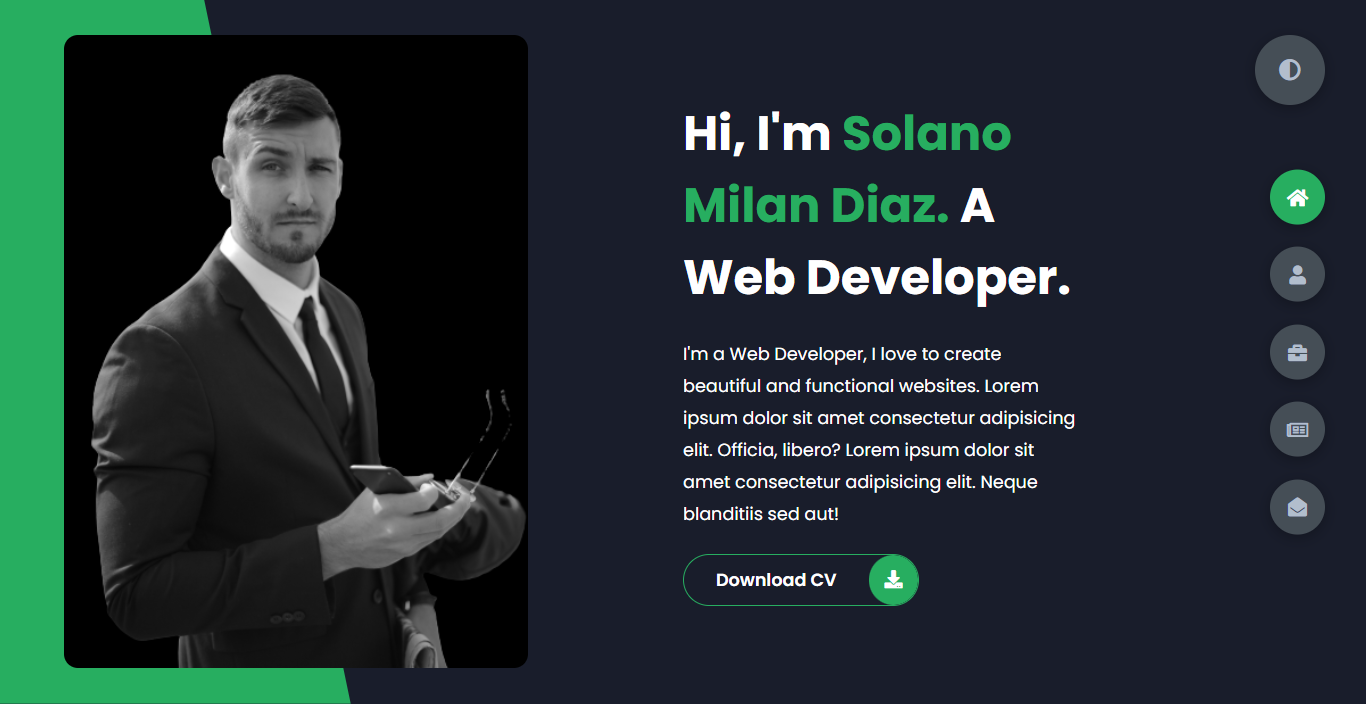 Hi, I'm Solano
Milan Diaz. A
Web Developer.
I'm a Web Developer, I love to create
beautiful and functional websites. Lorem
ipsum dolor sit amet consectetur adipisicing
elit. Officia, libero? Lorem ipsum dolor sit
amet consectetur adipisicing elit. Neque
blanditiis sed aut!
Download CV